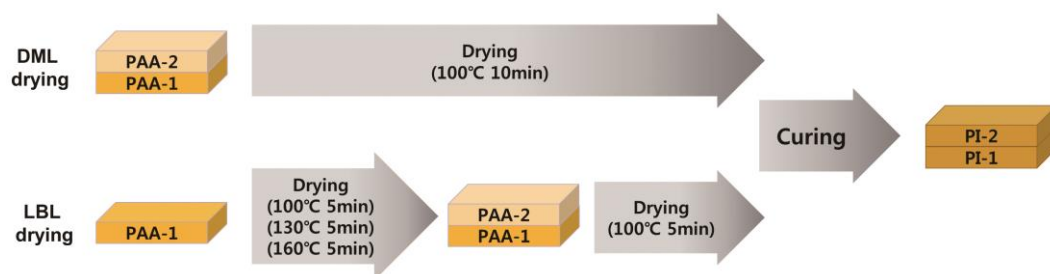 DML
drying
PAA-2
PAA-1
Drying
(100℃ 10min)
Curing
PI-2
PI-1
LBL
drying
PAA-1
Drying
(100℃ 5min)
(130℃ 5min)
(160℃ 5min)
PAA-2
PAA-1
Drying
(100℃ 5min)